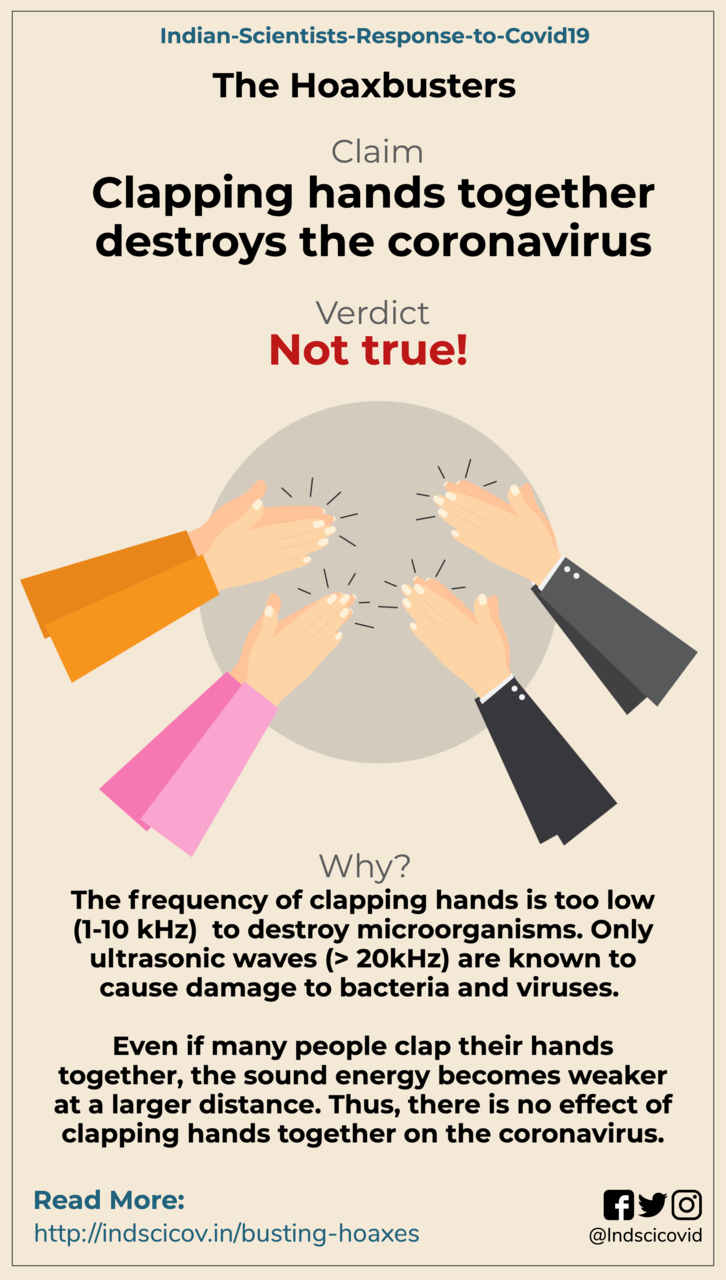 Indian-Scientists-Response-to-Covid19
The Hoaxbusters
Claim
Clapping hands together
destroys the coronavirus
Verdict
Not true!
Why?
The frequency of clapping hands is too low
(1-10 kHz)  to destroy microorganisms. Only
ultrasonic waves (> 20kHz) are known to
cause damage to bacteria and viruses.
Even if many people clap their hands
together, the sound energy becomes weaker
at a larger distance. Thus, there is no effect of
clapping hands together on the coronavirus.
Read More:
http://indscicov.in/busting-hoaxes
@Indscicovid